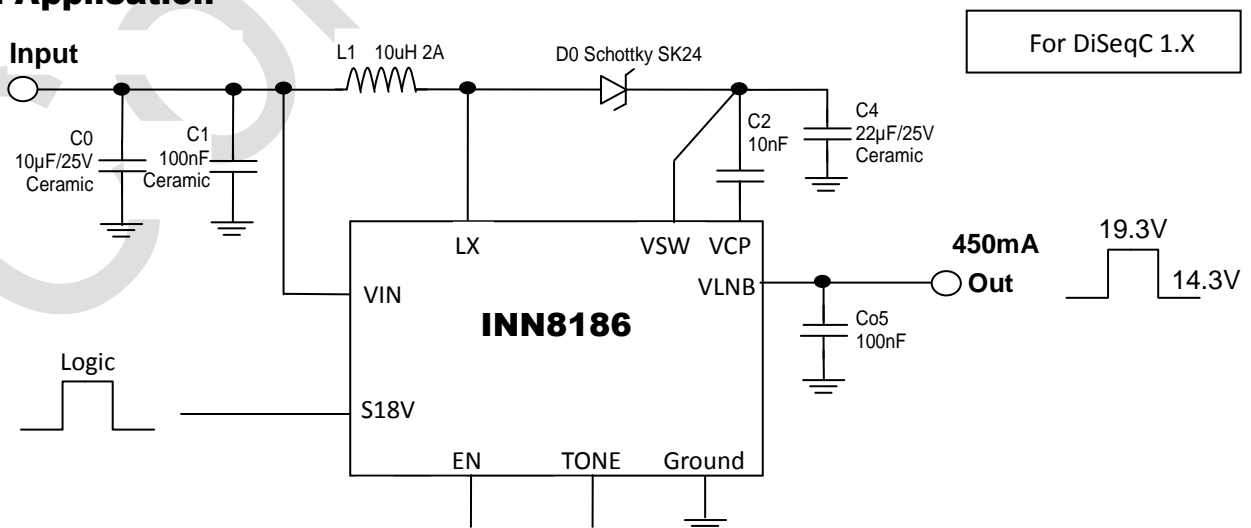 Application
For DiSeqC 1.X
Input
L1 10uH 2A
D0 Schottky SK24
C0
10µF/25V
Ceramic
C1
100nF
Ceramic
C2
10nF
C4
22µF/25V
Ceramic
LX
VSW
VCP
VIN
VLNB
INN8186
450mA
Out
19.3V
14.3V
Co5
100nF
Logic
S18V
EN
TONE
Ground